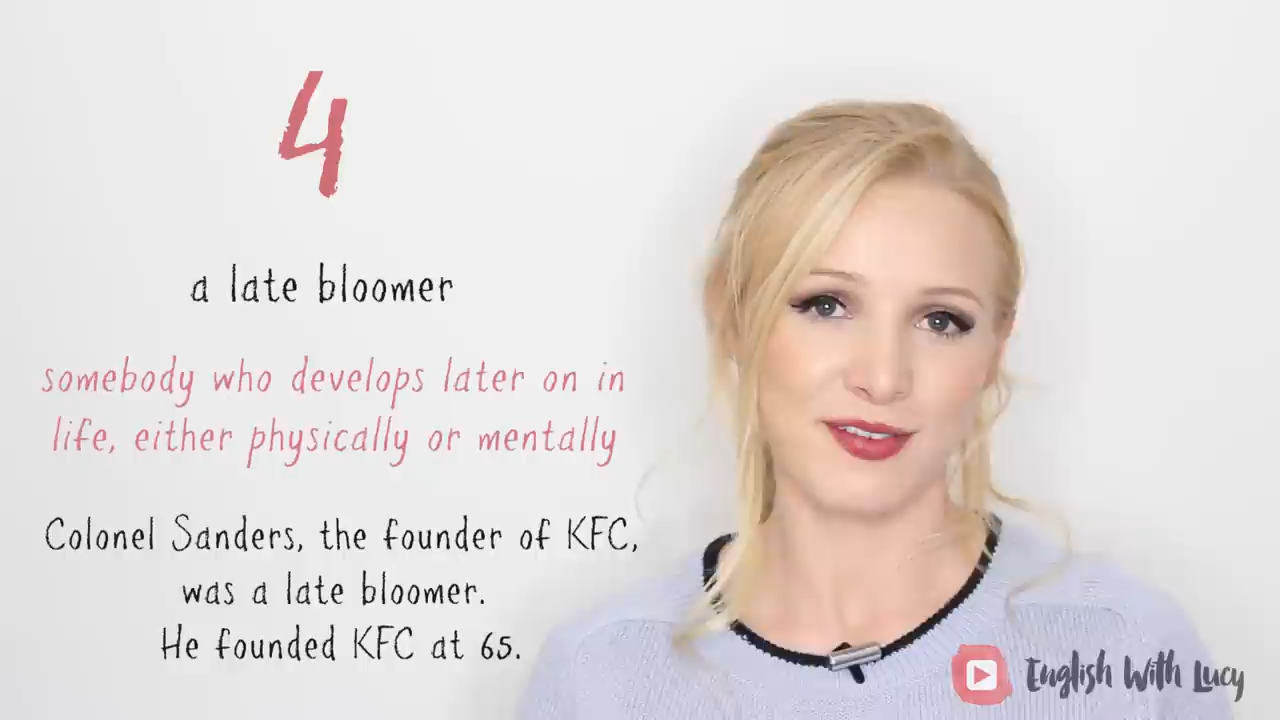 4
a late bloomer
somebody who develops later on in
life, either physically or mentally
Colonel Sanders, the founder of KFC,
was a late bloomer.
He founded KFC at 65.
English With Lucy